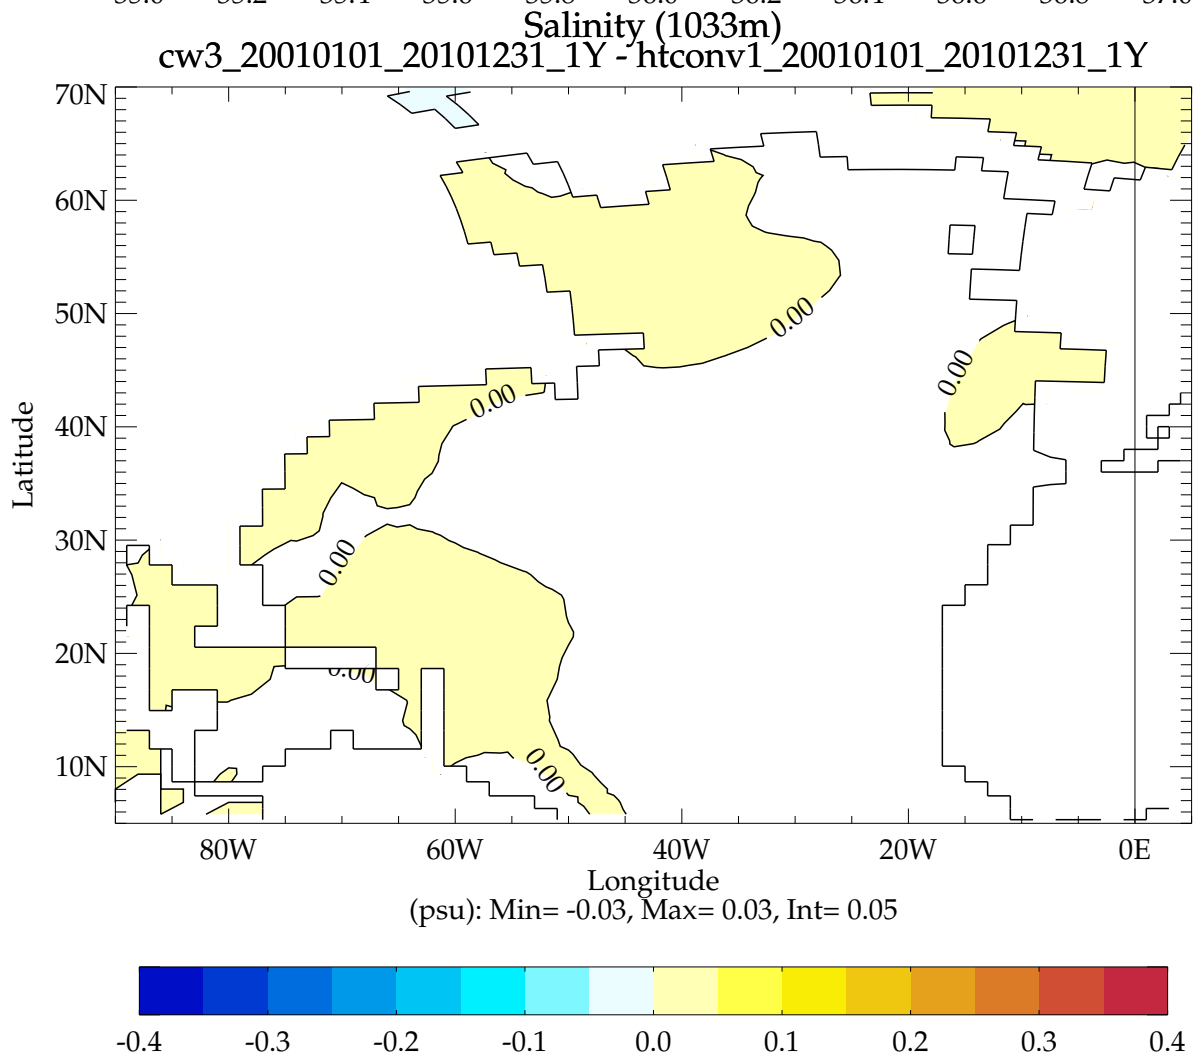 Salinity (1033m)
cw3_20010101_20101231_1Y - htconv1_20010101_20101231_1Y
70N
60N
50N
40N
30N
20N
10N
Latitude
0.00
0.00
0.00
0.00
0.00
0.00
80W 60W 40W 20W 0E
Longitude
(psu): Min= -0.03, Max= 0.03, Int= 0.05
-0.4 -0.3 -0.2 -0.1 0.0 0.1 0.2 0.3 0.4